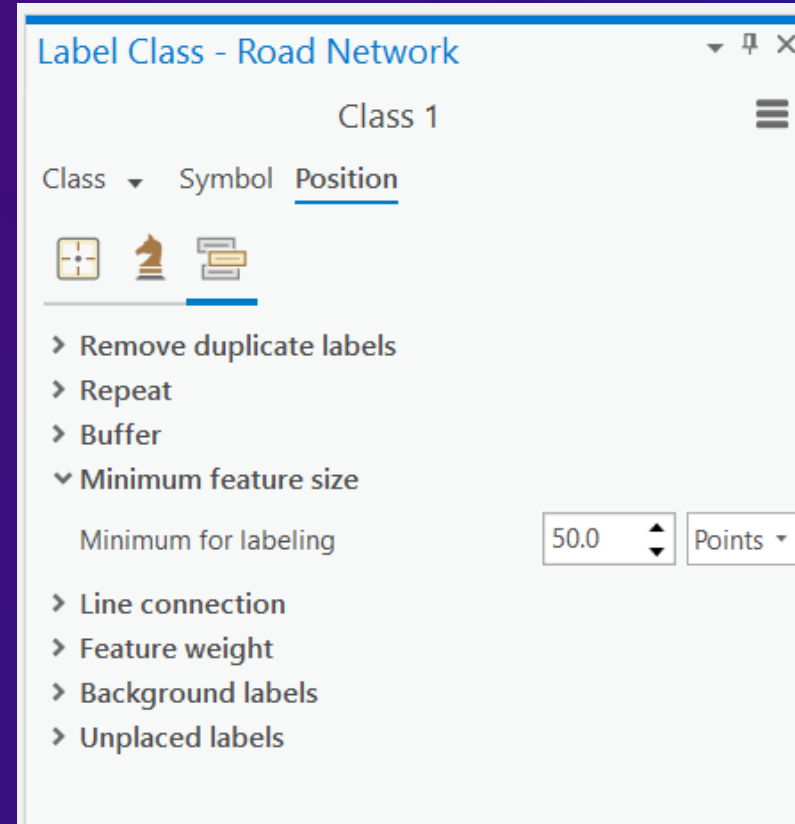 Label Class - Road Network
Class 1
Class Symbol Position
Remove duplicate labels
Repeat
Buffer
Minimum feature size
Minimum for labeling 50.0 Points
Line connection
Feature weight
Background labels
Unplaced labels